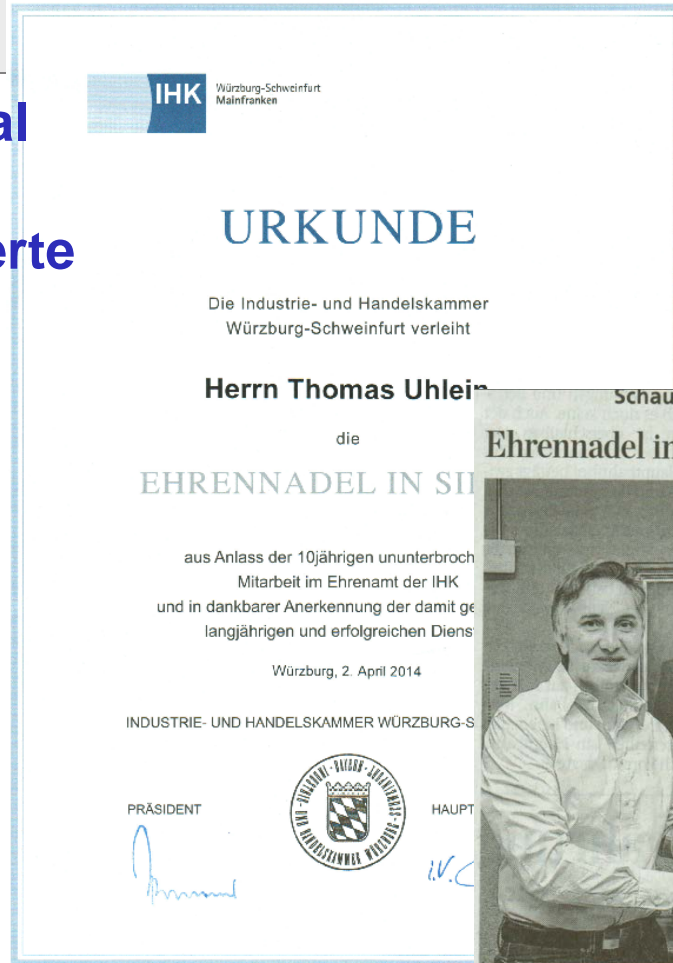 al
erte
IHK
Würzburg-Schweinfurt
Mainfranken
URKUNDE
Die Industrie- und Handelskammer
Würzburg-Schweinfurt verleiht
Herrn Thomas Uhlein
die
EHRENNADEL IN SI
aus Anlass der 10jährigen ununterbroch
Mitarbeit im Ehrenamt der IHK
und in dankbarer Anerkennung der damit ge
langjährigen und erfolgreichen Diens
Würzburg, 2. April 2014
INDUSTRIE- UND HANDELSKAMMER WÜRZBURG-S
PRÄSIDENT
HAUPT
i.V.
Schau
Ehrennadel in